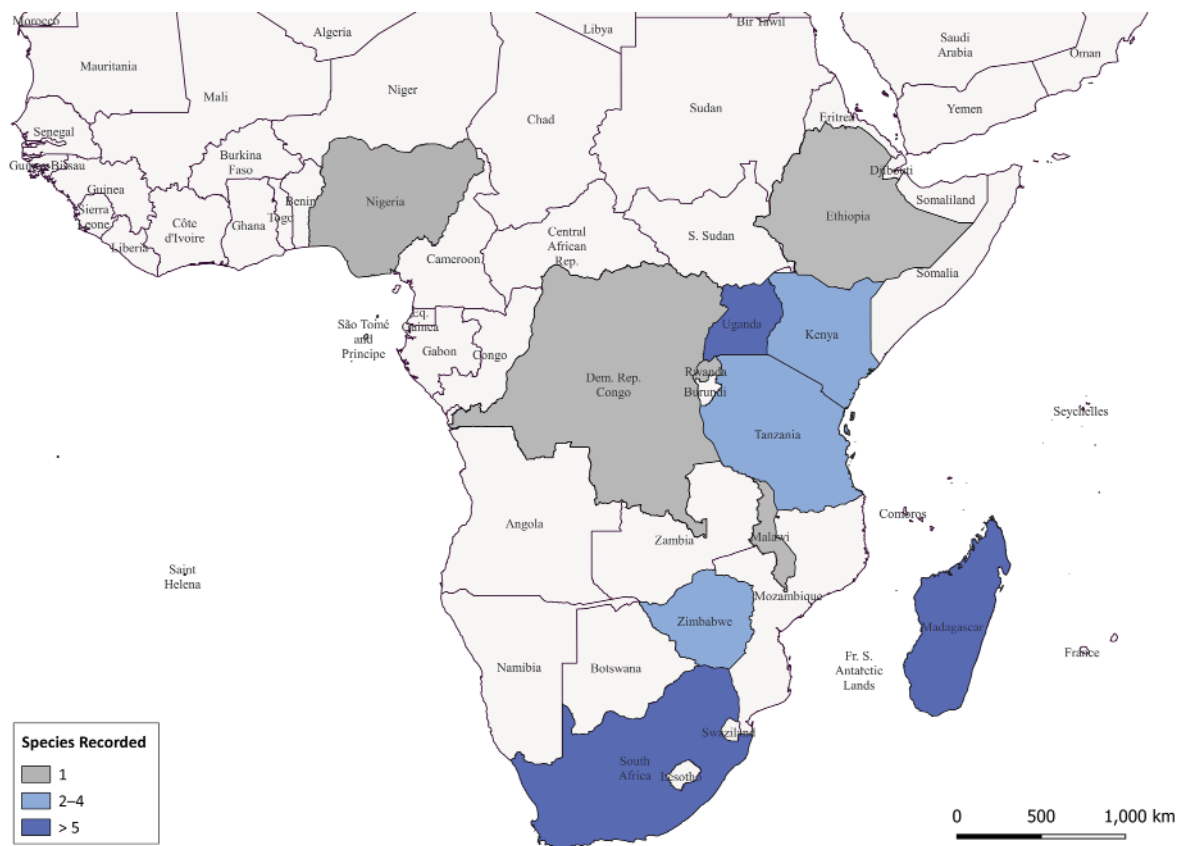 Morocco
Algeria
Libya
Bir Tawil
Saudi
Arabia
Oman
Mauritania
Mali
Niger
Chad
Sudan
Eritrea
Yemen
Senegal
Guinea-Bissau
Burkina
Faso
Djibouti
Guinea
Sierra
Leone
Liberia
Côte
d'Ivoire
Ghana
Togo
Benin
Nigeria
Cameroon
Central
African
Rep.
S. Sudan
Ethiopia
Somaliland
Somalia
São Tomé
and
Principe
Eq.
Guinea
Gabon
Congo
Dem. Rep.
Congo
Uganda
Kenya
Rwanda
Burundi
Tanzania
Seychelles
Comoros
Angola
Zambia
Malawi
Mozambique
Saint
Helena
Zimbabwe
Madagascar
Namibia
Botswana
Fr. S.
Antarctic
Lands
France
Swaziland
South
Africa
Lesotho
Species Recorded
1
2–4
> 5
0 500 1,000 km